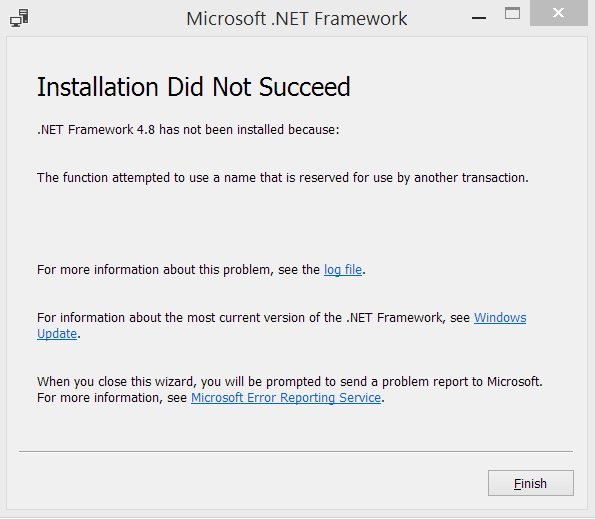 Microsoft .NET Framework
Installation Did Not Succeed
.NET Framework 4.8 has not been installed because:
The function attempted to use a name that is reserved for use by another transaction.
For more information about this problem, see the log file.
For information about the most current version of the .NET Framework, see Windows
Update.
When you close this wizard, you will be prompted to send a problem report to Microsoft.
For more information, see Microsoft Error Reporting Service.
Finish